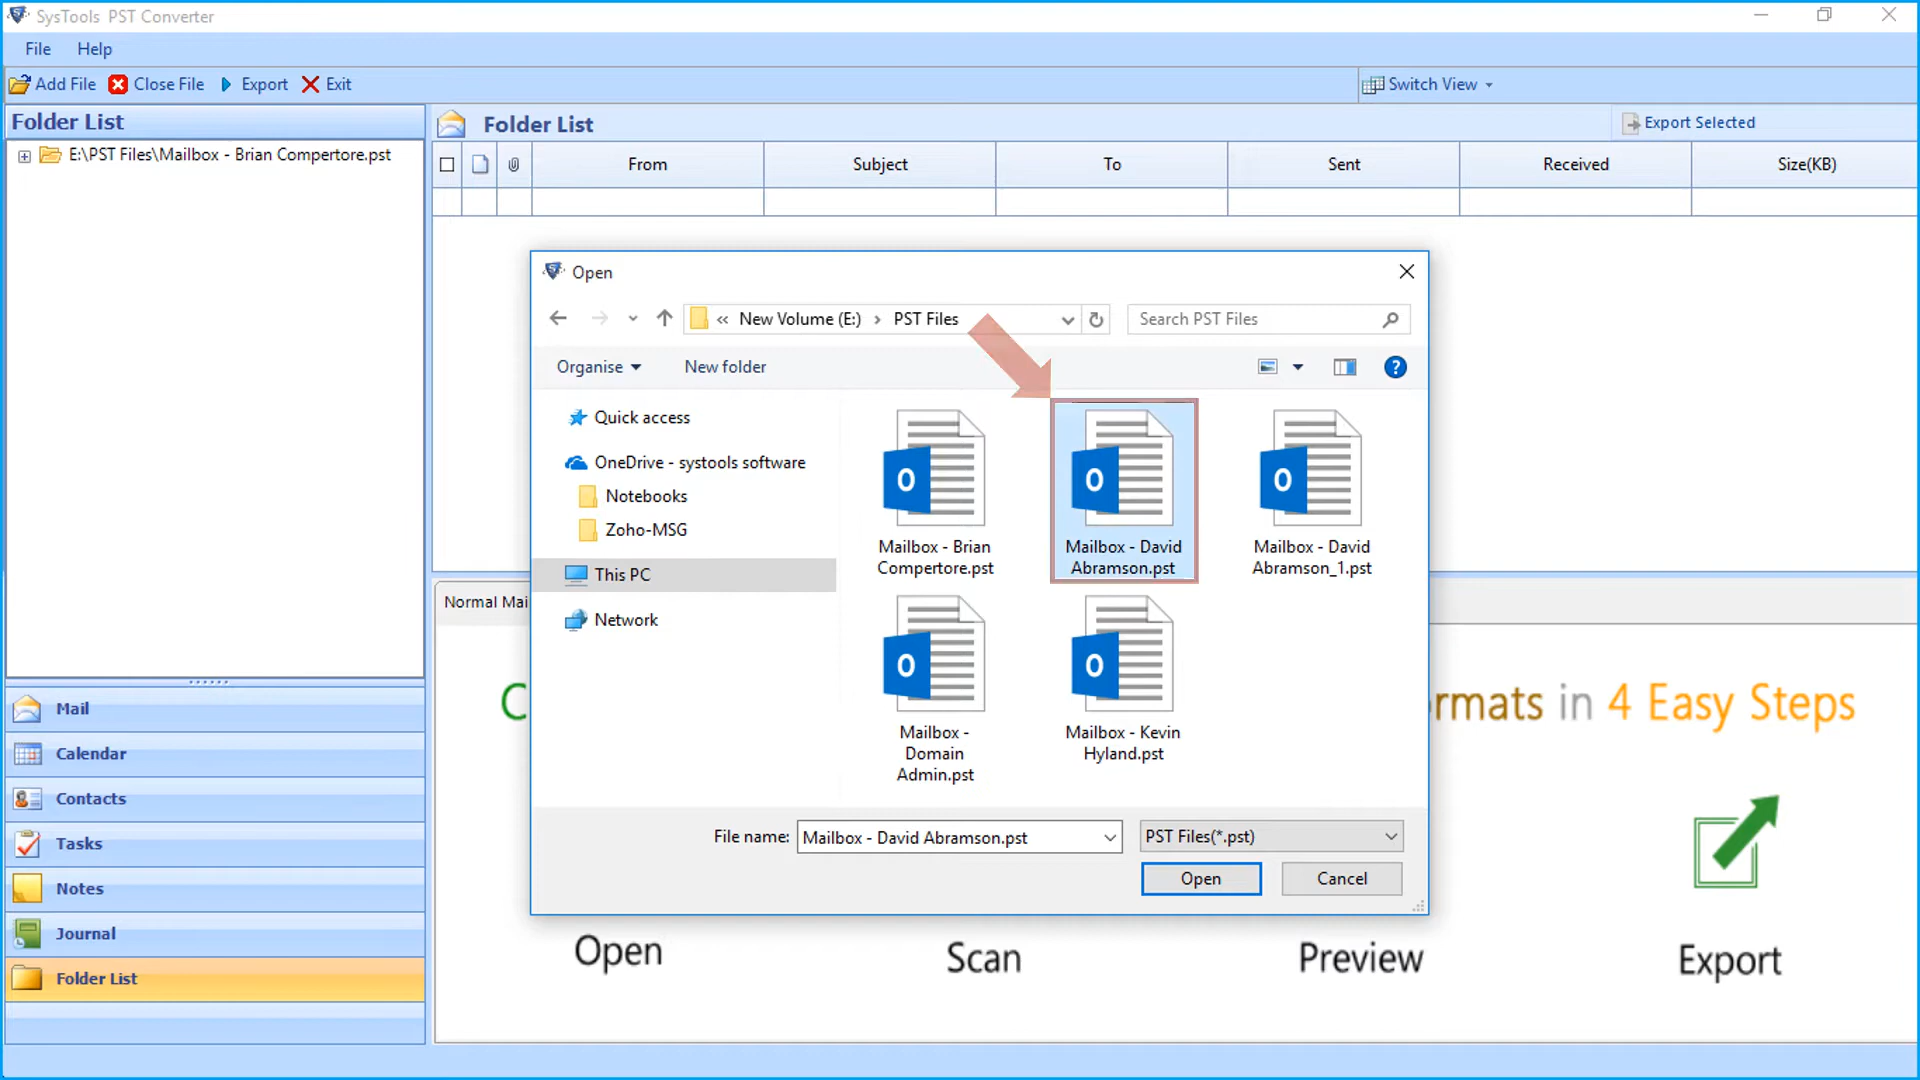 SysTools PST Converter
File Help
Add File Close File Export Exit Switch View
Folder List
E:\PST Files\Mailbox - Brian Compertore.pst
Folder List Export Selected
From Subject To Sent Received Size(KB)
Open
« New Volume (E:) > PST Files
Search PST Files
Organise New folder
Quick access
OneDrive - systools software
Notebooks
Zoho-MSG
This PC
Network
Mailbox - Brian
Compertore.pst
Mailbox - David
Abramson.pst
Mailbox - David
Abramson_1.pst
Mailbox -
Domain
Admin.pst
Mailbox - Kevin
Hyland.pst
File name: Mailbox - David Abramson.pst PST Files(*.pst)
Open Cancel
Normal Mai
C
rmats in 4 Easy Steps
Open Scan Preview Export
Mail
Calendar
Contacts
Tasks
Notes
Journal
Folder List